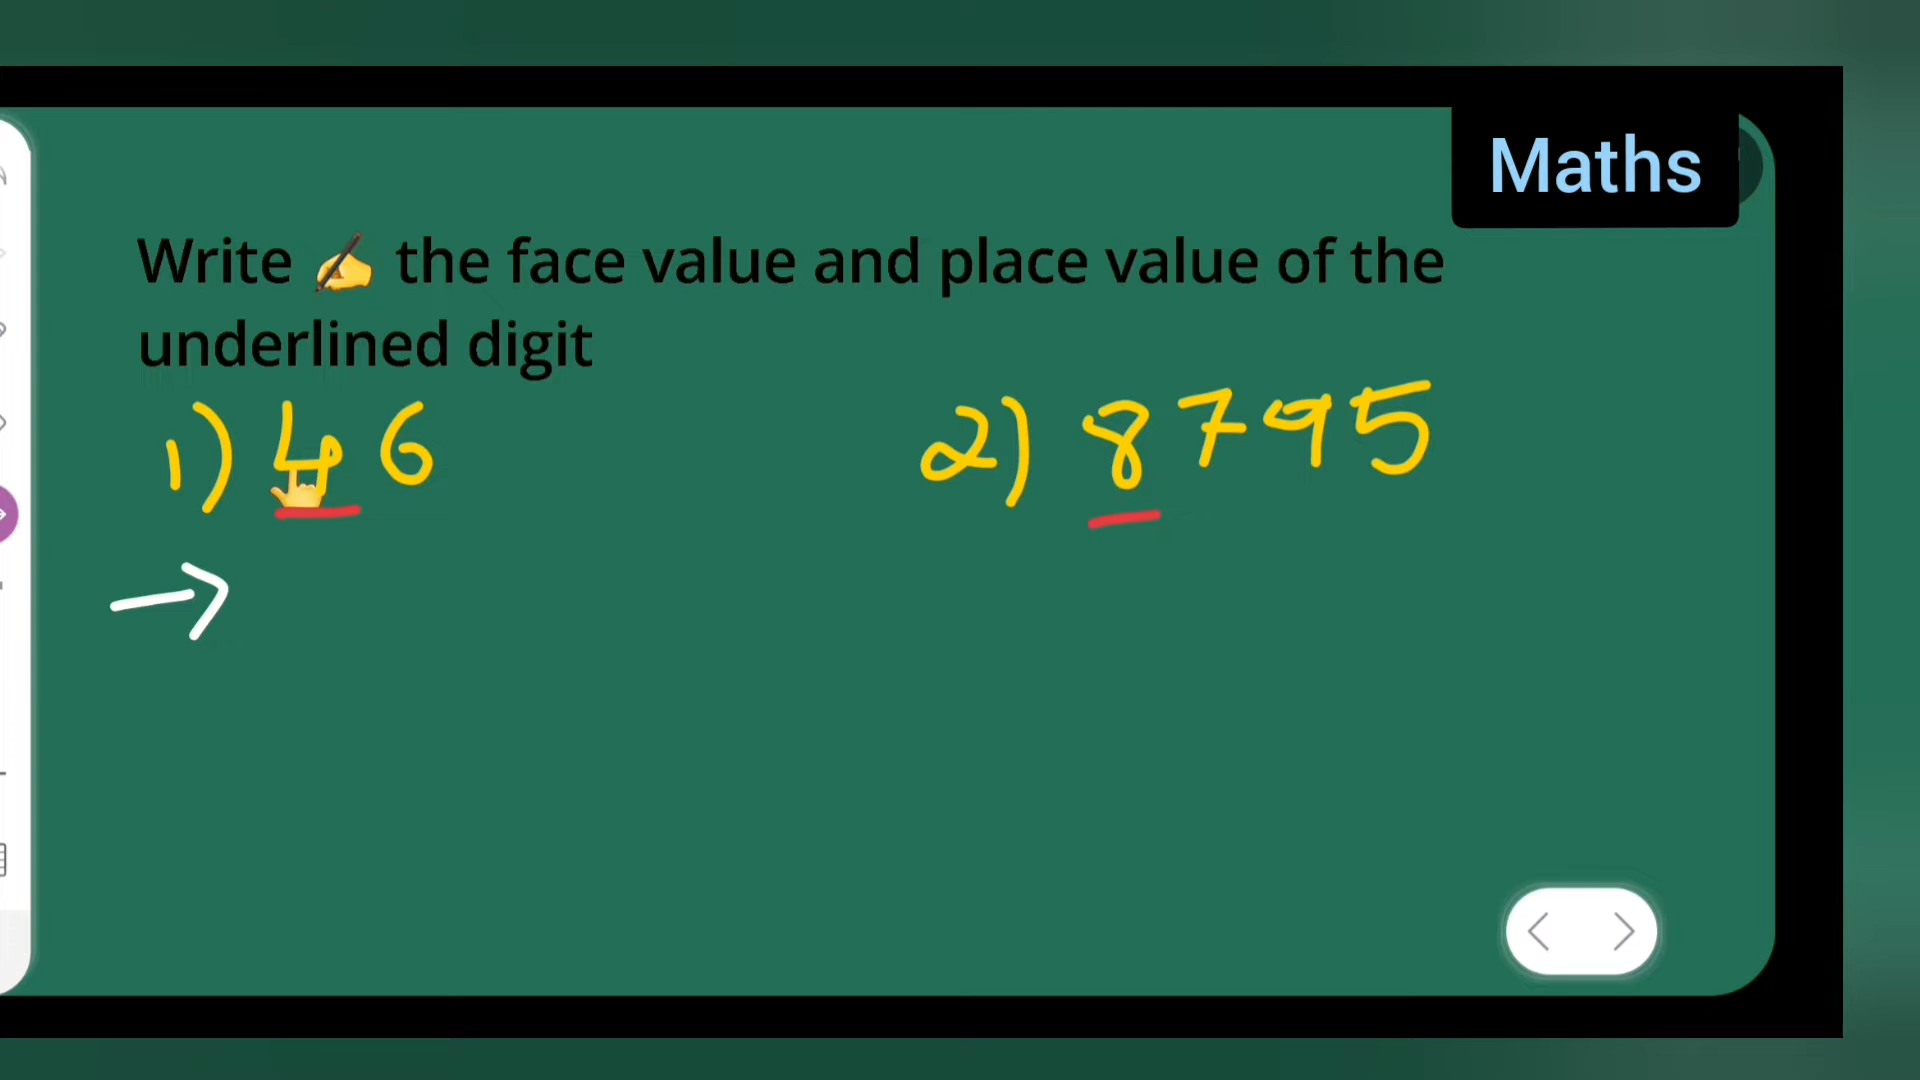 Maths
Write ✍ the face value and place value of the
underlined digit
1) 46
2) 8795
→